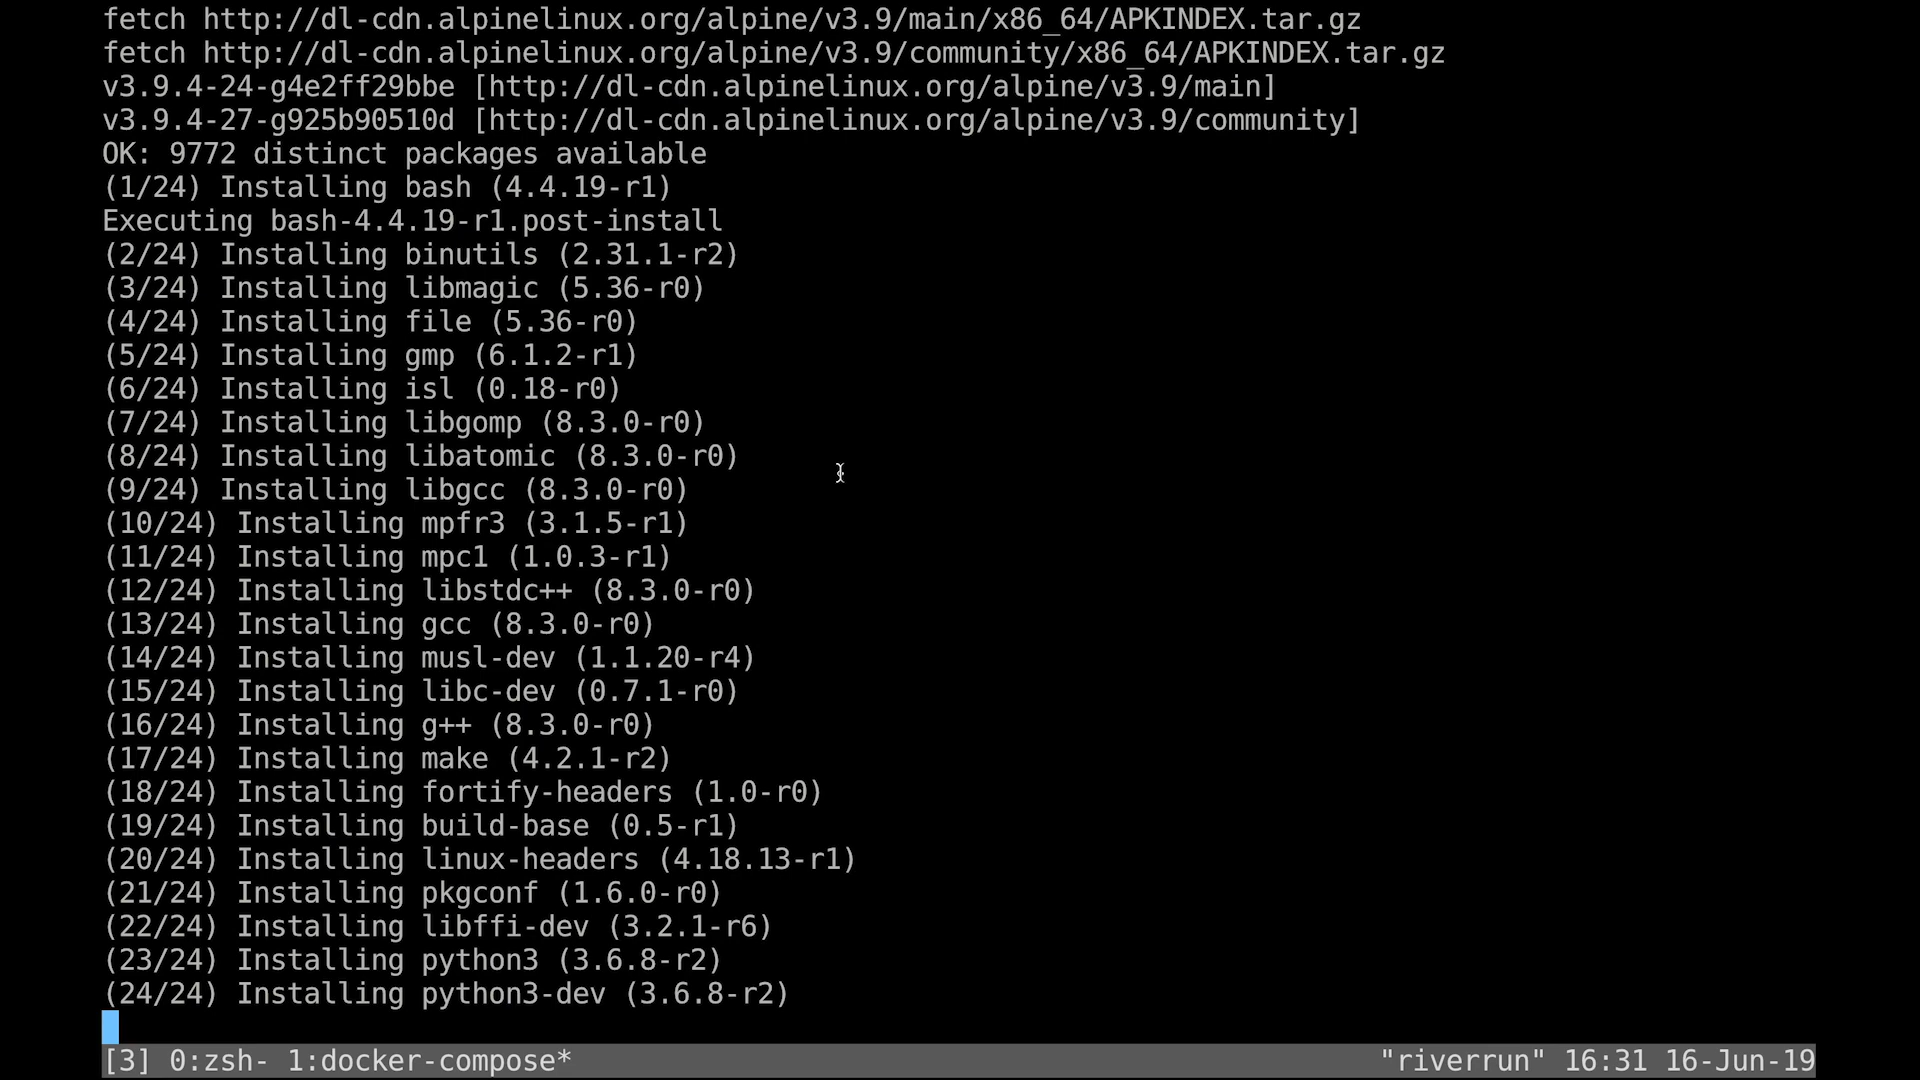 fetch http://dl-cdn.alpinelinux.org/alpine/v3.9/main/x86_64/APKINDEX.tar.gz
fetch http://dl-cdn.alpinelinux.org/alpine/v3.9/community/x86_64/APKINDEX.tar.gz
v3.9.4-24-g4e2ff29bbe [http://dl-cdn.alpinelinux.org/alpine/v3.9/main]
v3.9.4-27-g925b90510d [http://dl-cdn.alpinelinux.org/alpine/v3.9/community]
OK: 9772 distinct packages available
(1/24) Installing bash (4.4.19-r1)
Executing bash-4.4.19-r1.post-install
(2/24) Installing binutils (2.31.1-r2)
(3/24) Installing libmagic (5.36-r0)
(4/24) Installing file (5.36-r0)
(5/24) Installing gmp (6.1.2-r1)
(6/24) Installing isl (0.18-r0)
(7/24) Installing libgomp (8.3.0-r0)
(8/24) Installing libatomic (8.3.0-r0)
(9/24) Installing libgcc (8.3.0-r0)
(10/24) Installing mpfr3 (3.1.5-r1)
(11/24) Installing mpc1 (1.0.3-r1)
(12/24) Installing libstdc++ (8.3.0-r0)
(13/24) Installing gcc (8.3.0-r0)
(14/24) Installing musl-dev (1.1.20-r4)
(15/24) Installing libc-dev (0.7.1-r0)
(16/24) Installing g++ (8.3.0-r0)
(17/24) Installing make (4.2.1-r2)
(18/24) Installing fortify-headers (1.0-r0)
(19/24) Installing build-base (0.5-r1)
(20/24) Installing linux-headers (4.18.13-r1)
(21/24) Installing pkgconf (1.6.0-r0)
(22/24) Installing libffi-dev (3.2.1-r6)
(23/24) Installing python3 (3.6.8-r2)
(24/24) Installing python3-dev (3.6.8-r2)
[3] 0:zsh- 1:docker-compose* "riverrun" 16:31 16-Jun-19